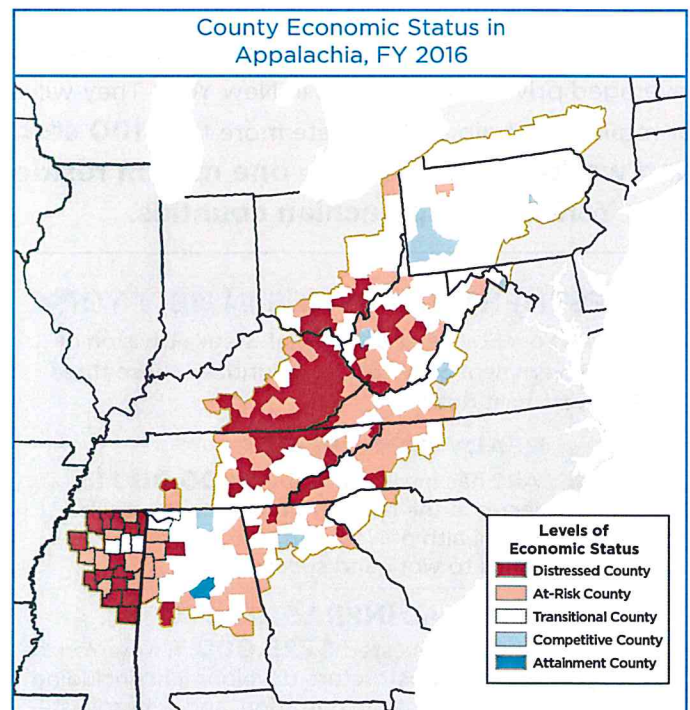 County Economic Status in
Appalachia, FY 2016
Levels of
Economic Status
Distressed County
At-Risk County
Transitional County
Competitive County
Attainment County